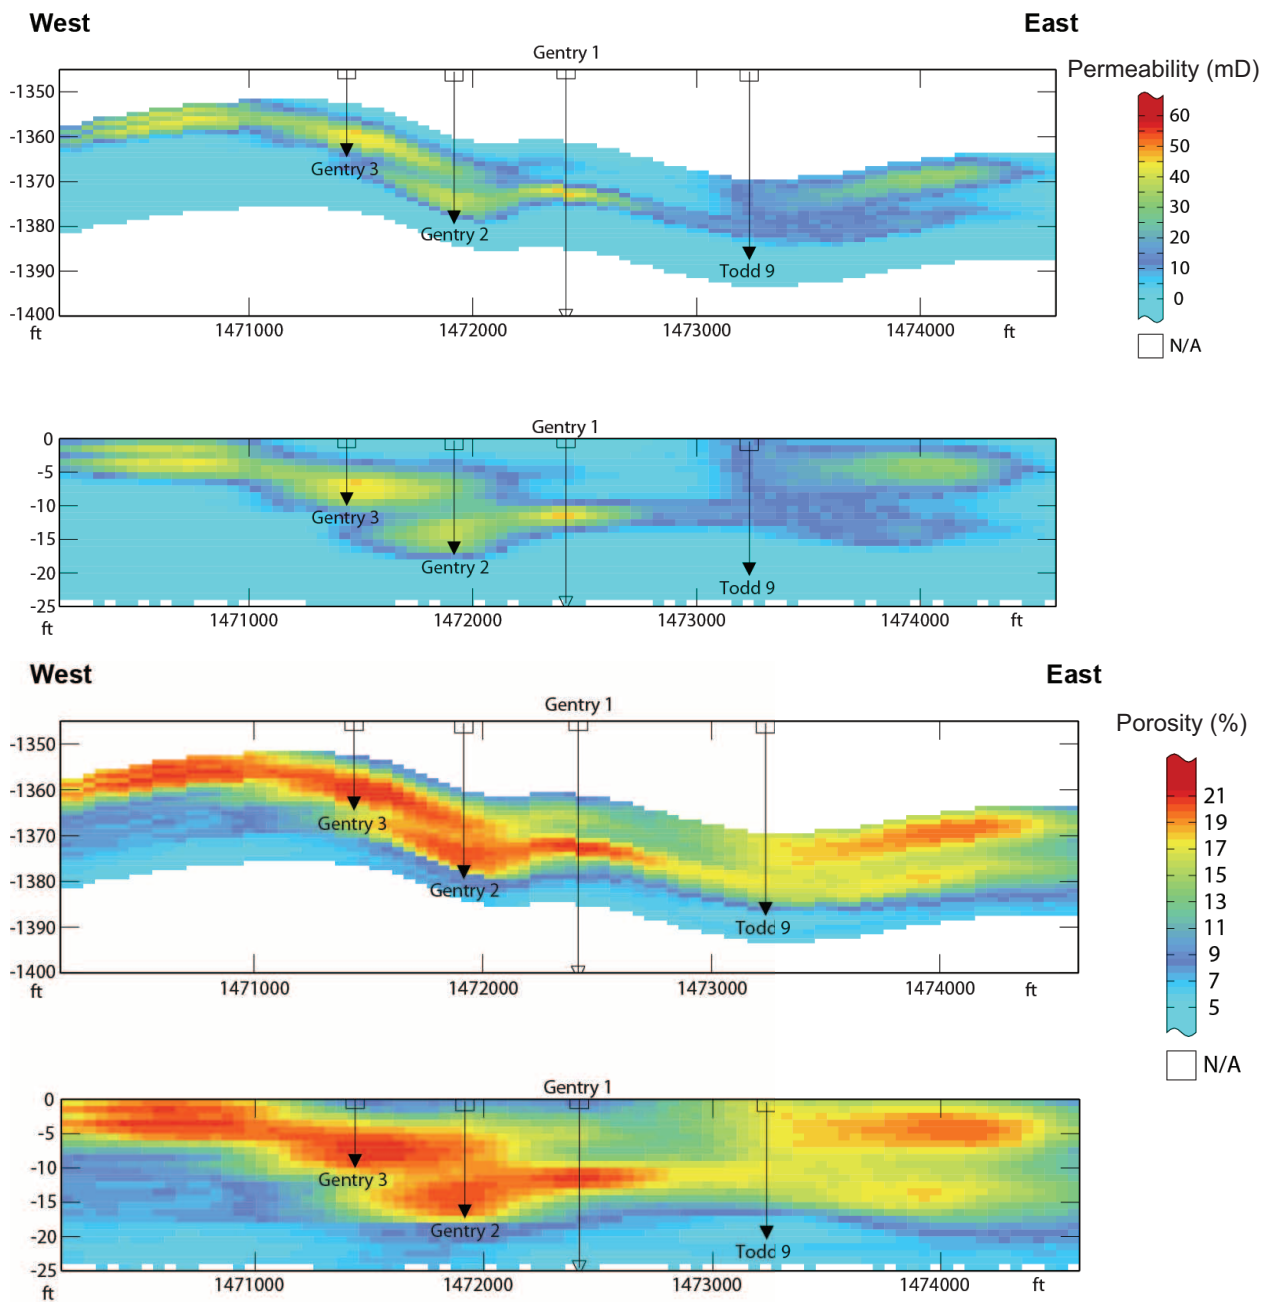 West East
Gentry 1
Permeability (mD)
-1350
-1360
-1370
-1380
-1390
-1400
ft
Gentry 3
Gentry 2
Todd 9
1471000 1472000 1473000 1474000 ft
60
50
40
30
20
10
0
N/A
Gentry 1
0
-5
-10
-15
-20
-25
ft
Gentry 3
Gentry 2
Todd 9
1471000 1472000 1473000 1474000 ft
West East
Gentry 1
Porosity (%)
-1350
-1360
-1370
-1380
-1390
-1400
ft
Gentry 3
Gentry 2
Todd 9
1471000 1472000 1473000 1474000 ft
21
19
17
15
13
11
9
7
5
N/A
Gentry 1
0
-5
-10
-15
-20
-25
ft
Gentry 3
Gentry 2
Todd 9
1471000 1472000 1473000 1474000 ft